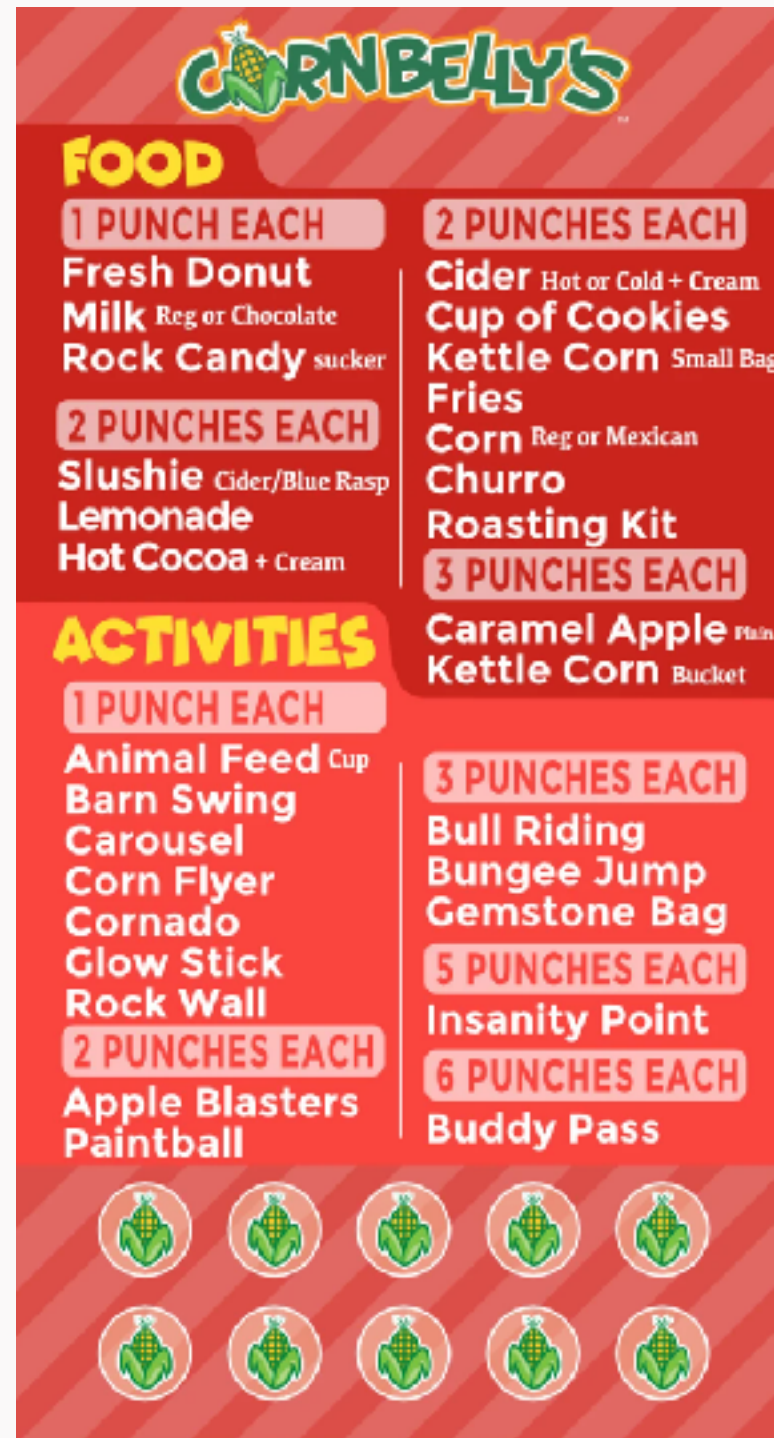 CORNBELLY'S
TM
FOOD
1 PUNCH EACH
Fresh Donut
Milk Reg or Chocolate
Rock Candy sucker
2 PUNCHES EACH
Slushie Cider/Blue Rasp
Lemonade
Hot Cocoa + Cream
2 PUNCHES EACH
Cider Hot or Cold + Cream
Cup of Cookies
Kettle Corn Small Bag
Fries
Corn Reg or Mexican
Churro
Roasting Kit
3 PUNCHES EACH
Caramel Apple Plain
Kettle Corn Bucket
ACTIVITIES
1 PUNCH EACH
Animal Feed Cup
Barn Swing
Carousel
Corn Flyer
Cornado
Glow Stick
Rock Wall
2 PUNCHES EACH
Apple Blasters
Paintball
3 PUNCHES EACH
Bull Riding
Bungee Jump
Gemstone Bag
5 PUNCHES EACH
Insanity Point
6 PUNCHES EACH
Buddy Pass